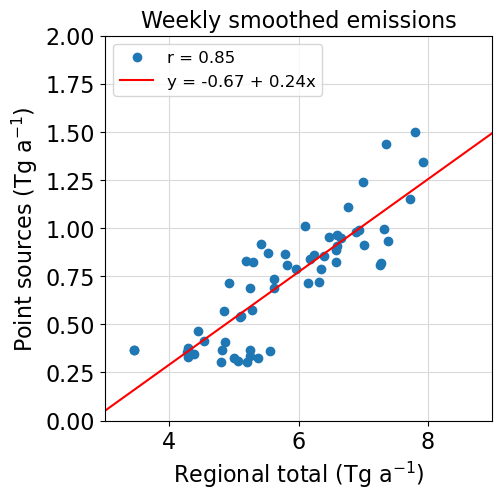 Weekly smoothed emissions
r = 0.85
y = -0.67 + 0.24x
2.00
1.75
1.50
1.25
1.00
0.75
0.50
0.25
0.00
Point sources (Tg a⁻¹)
4 6 8
Regional total (Tg a⁻¹)